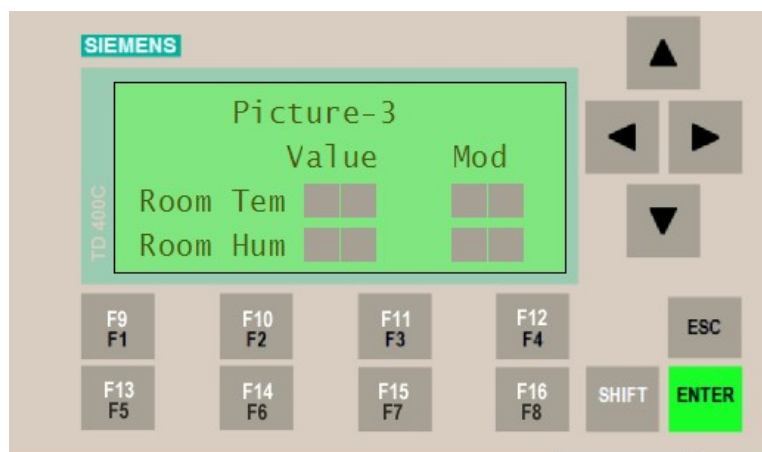 SIEMENS
TD 400C
Picture-3
Value Mod
Room Tem
Room Hum
F9 F10 F11 F12
F1 F2 F3 F4 ESC
F13 F14 F15 F16 SHIFT ENTER
F5 F6 F7 F8